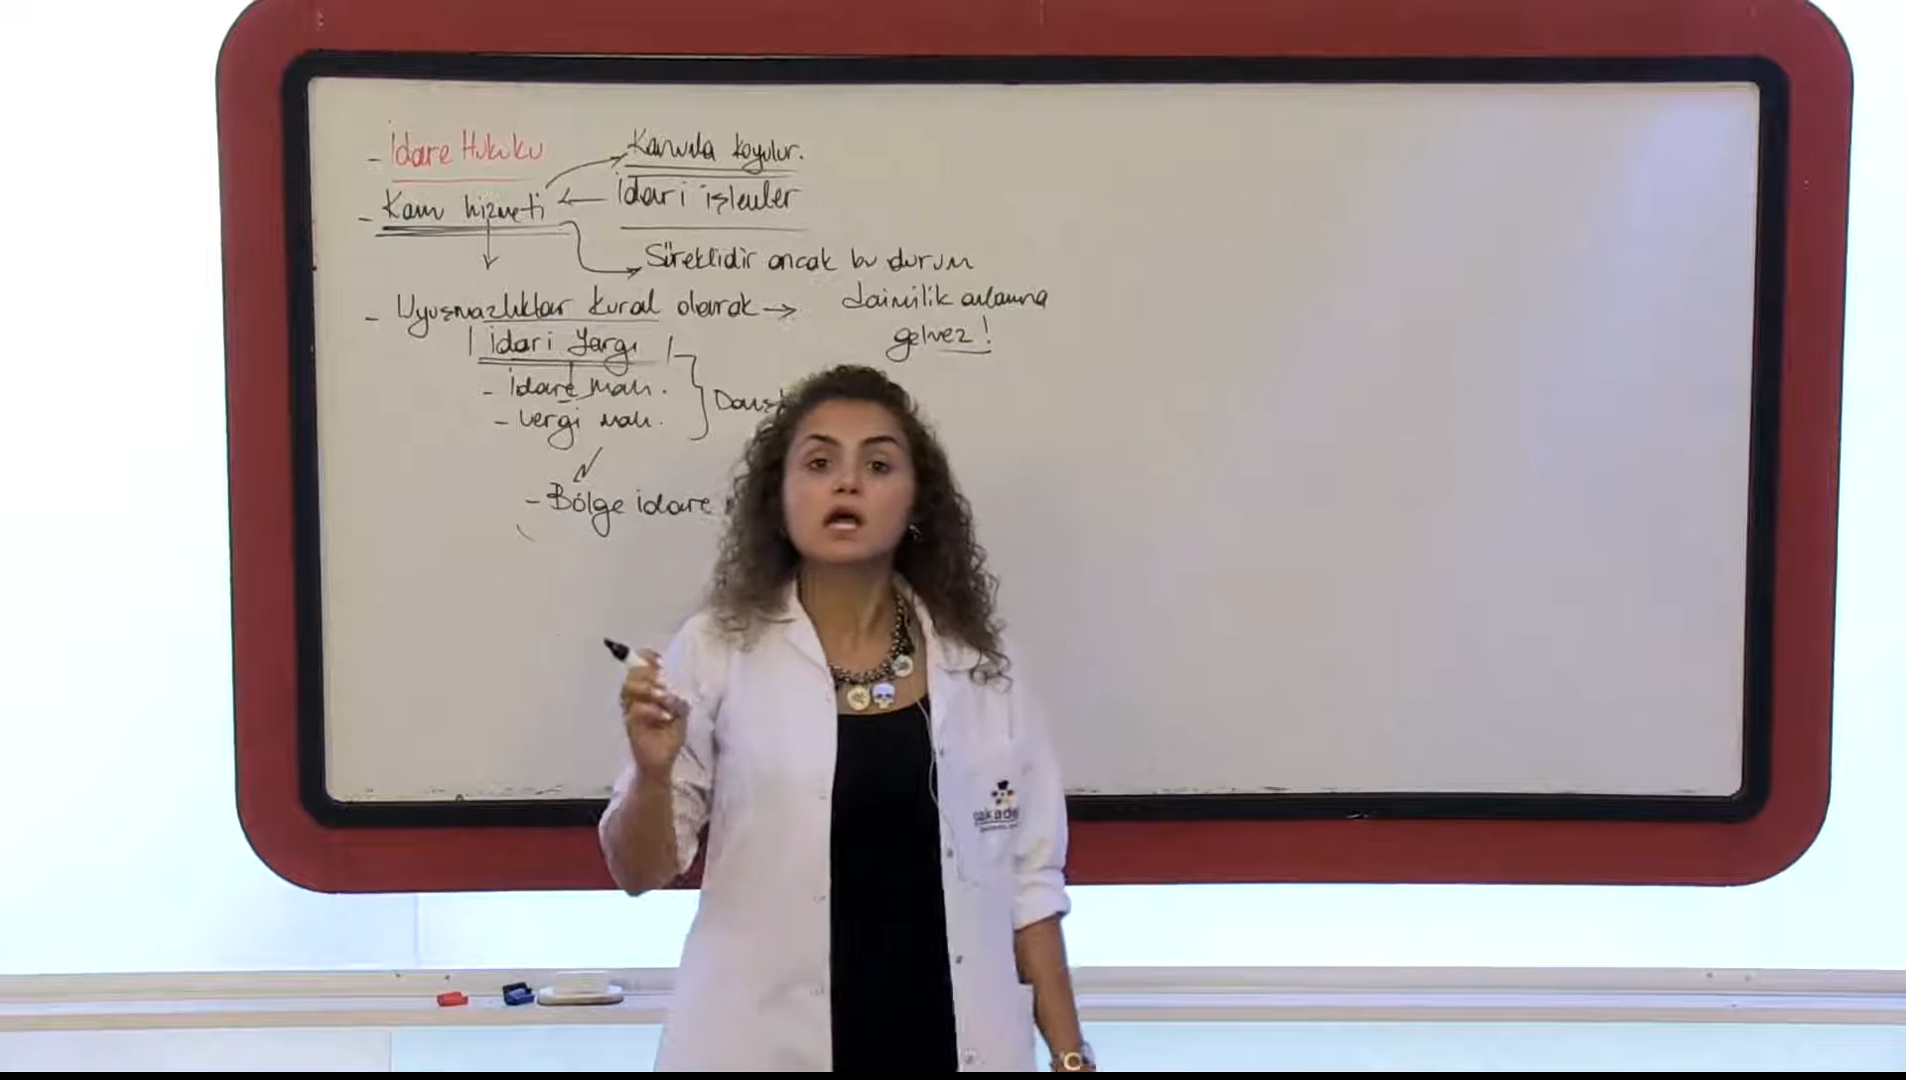 - İdare Hukuku
Kanunla koyulur.
- Kamu hizmeti
İdari işlemler
Süreklidir ancak bu durum
daimilik anlamına
gelmez!
- Uyuşmazlıklar kural olarak →
İdari Yargı
- İdare Mah.
- Vergi Mah.
Danış
- Bölge idare